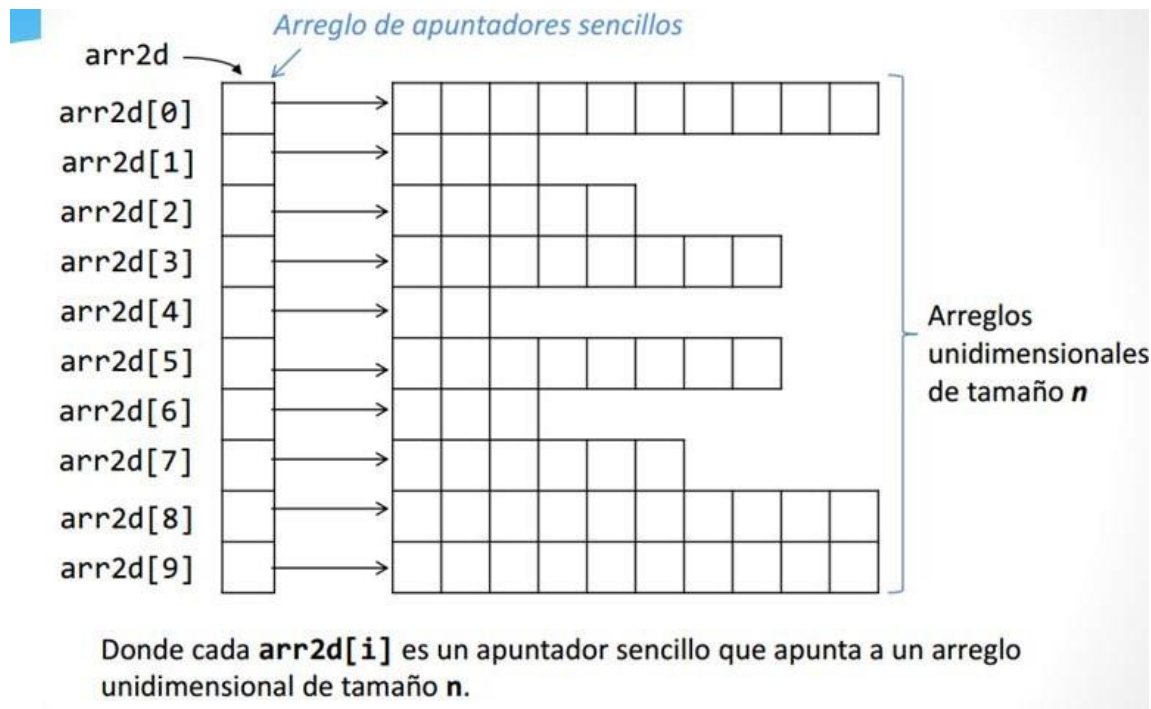 Arreglo de apuntadores sencillos
arr2d
arr2d[0]
arr2d[1]
arr2d[2]
arr2d[3]
arr2d[4]
arr2d[5]
arr2d[6]
arr2d[7]
arr2d[8]
arr2d[9]
Arreglos
unidimensionales
de tamaño n
Donde cada arr2d[i] es un apuntador sencillo que apunta a un arreglo
unidimensional de tamaño n.